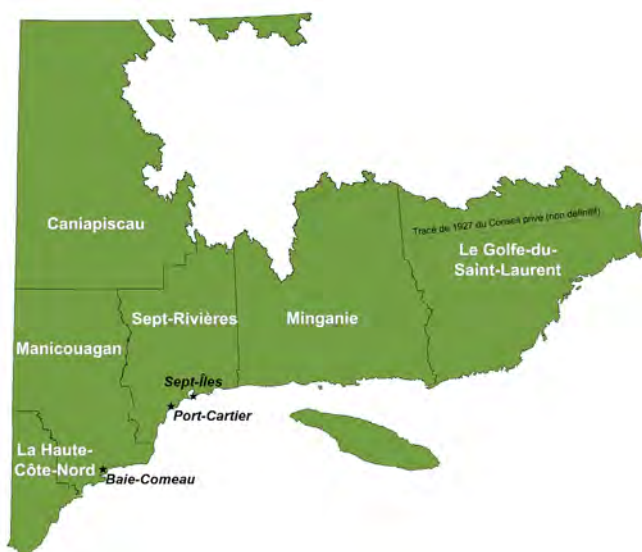 Caniapiscau
Tracé de 1927 du Conseil privé (non définitif)
Le Golfe-du-
Saint-Laurent
Sept-Rivières
Minganie
Manicouagan
Sept-Îles
Port-Cartier
La Haute-
Côte-Nord
Baie-Comeau